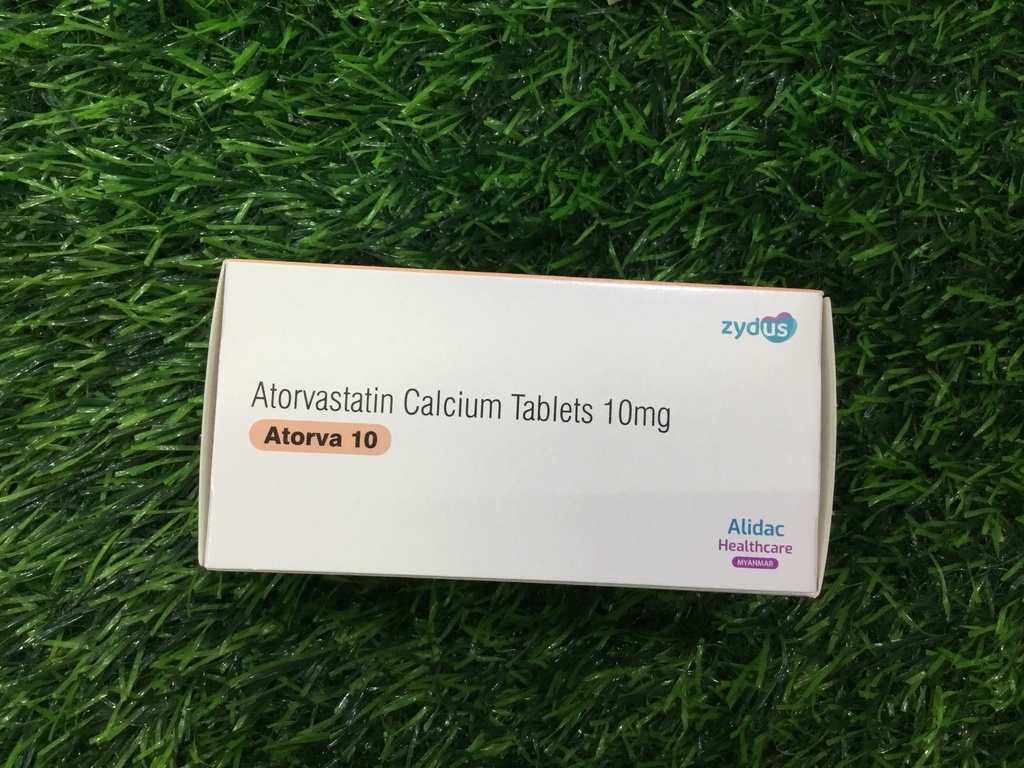 zydus
Atorvastatin Calcium Tablets 10mg
Atorva 10
Alidac
Healthcare
MYANMAR